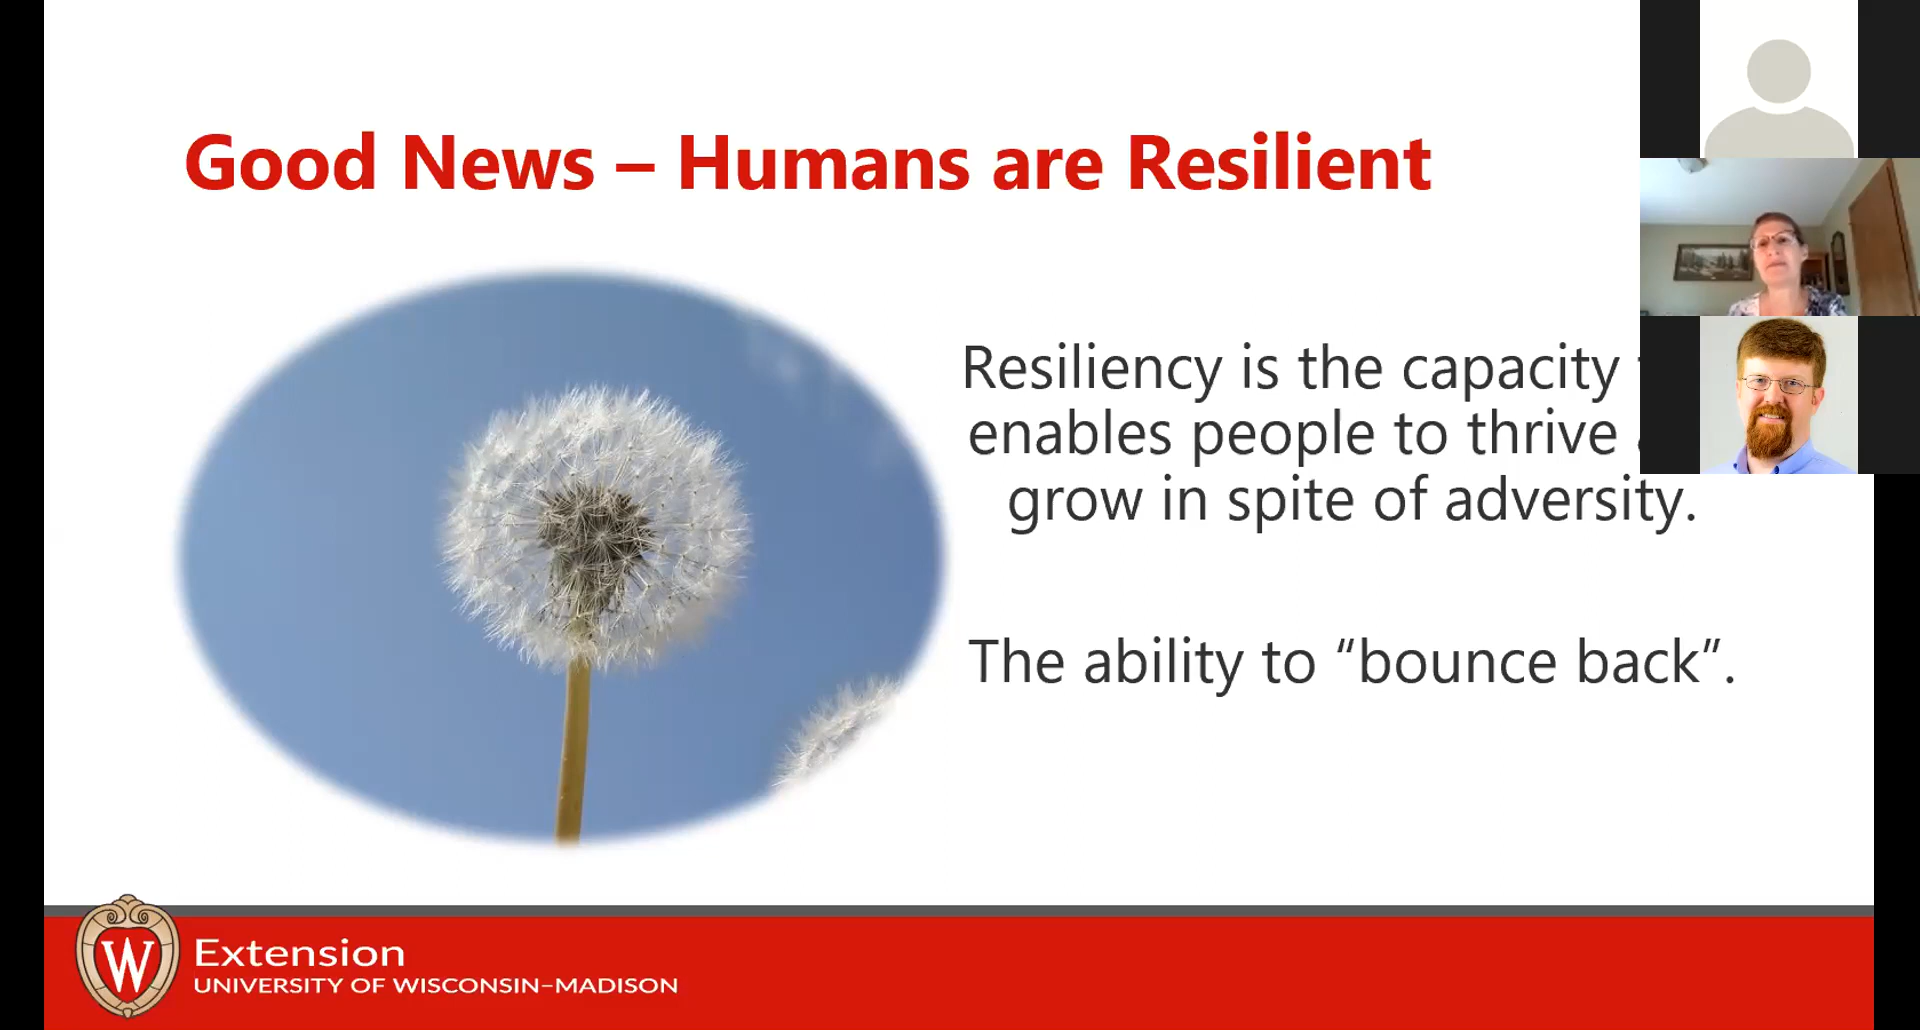 Good News – Humans are Resilient
Resiliency is the capacity
enables people to thrive
grow in spite of adversity.
The ability to “bounce back”.
W
Extension
UNIVERSITY OF WISCONSIN–MADISON